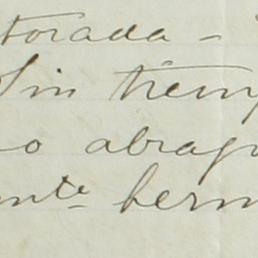 torada -
Sin tiemp
o abrazo
nte herm